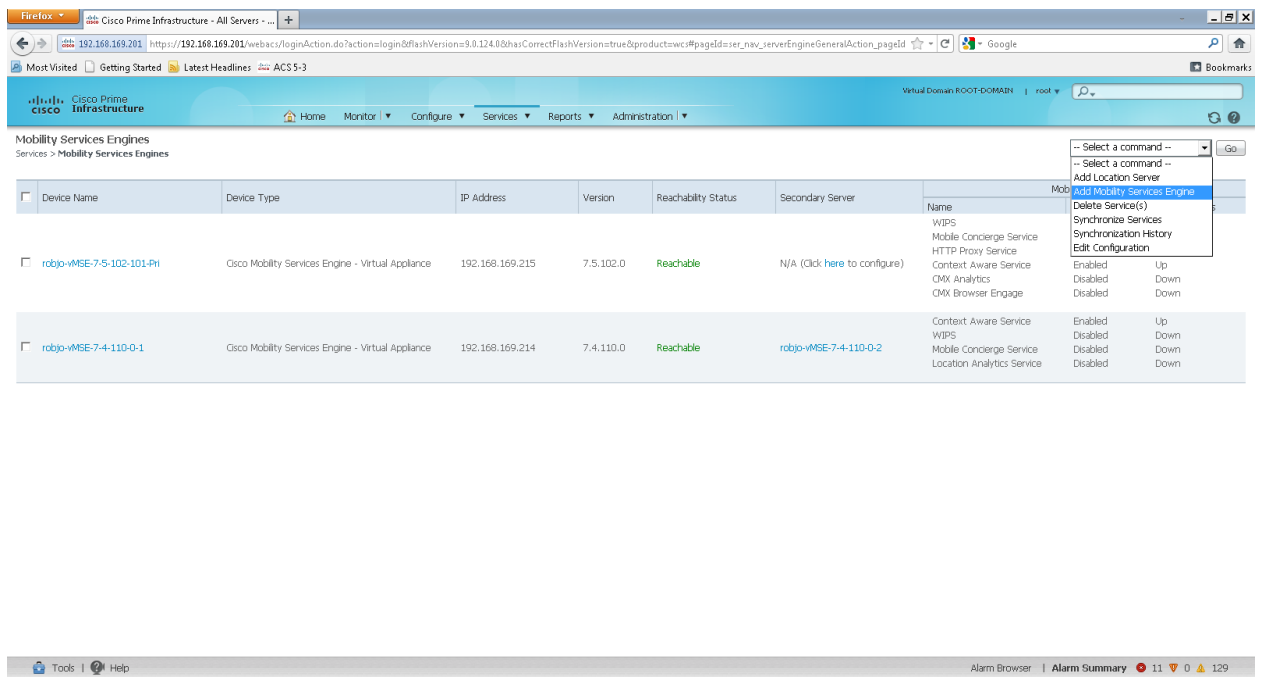 Firefox
Cisco Prime Infrastructure - All Servers - ...
192.168.169.201 https://192.168.169.201/webacs/loginAction.do?action=login&flashVersion=9.0.124.0&hasCorrectFlashVersion=true&product=wcs#pageId=ser_nav_serverEngineGeneralAction_pageId
Google
Most Visited Getting Started Latest Headlines ACS 5-3 Bookmarks
Virtual Domain ROOT-DOMAIN | root
cisco Cisco Prime
Infrastructure
Home Monitor Configure Services Reports Administration
Mobility Services Engines
Services > Mobility Services Engines
-- Select a command -- Go
-- Select a command --
Add Location Server
Add Mobility Services Engine
Delete Service(s)
Synchronize Services
Synchronization History
Edit Configuration
Device Name Device Type IP Address Version Reachability Status Secondary Server Mob
Name s
robjo-vMSE-7-5-102-101-Pri Cisco Mobility Services Engine - Virtual Appliance 192.168.169.215 7.5.102.0 Reachable N/A (Click here to configure)
WIPS
Mobile Concierge Service
HTTP Proxy Service
Context Aware Service Enabled Up
CMX Analytics Disabled Down
CMX Browser Engage Disabled Down
robjo-vMSE-7-4-110-0-1 Cisco Mobility Services Engine - Virtual Appliance 192.168.169.214 7.4.110.0 Reachable robjo-vMSE-7-4-110-0-2
Context Aware Service Enabled Up
WIPS Disabled Down
Mobile Concierge Service Disabled Down
Location Analytics Service Disabled Down
Tools | Help Alarm Browser | Alarm Summary 11 0 129